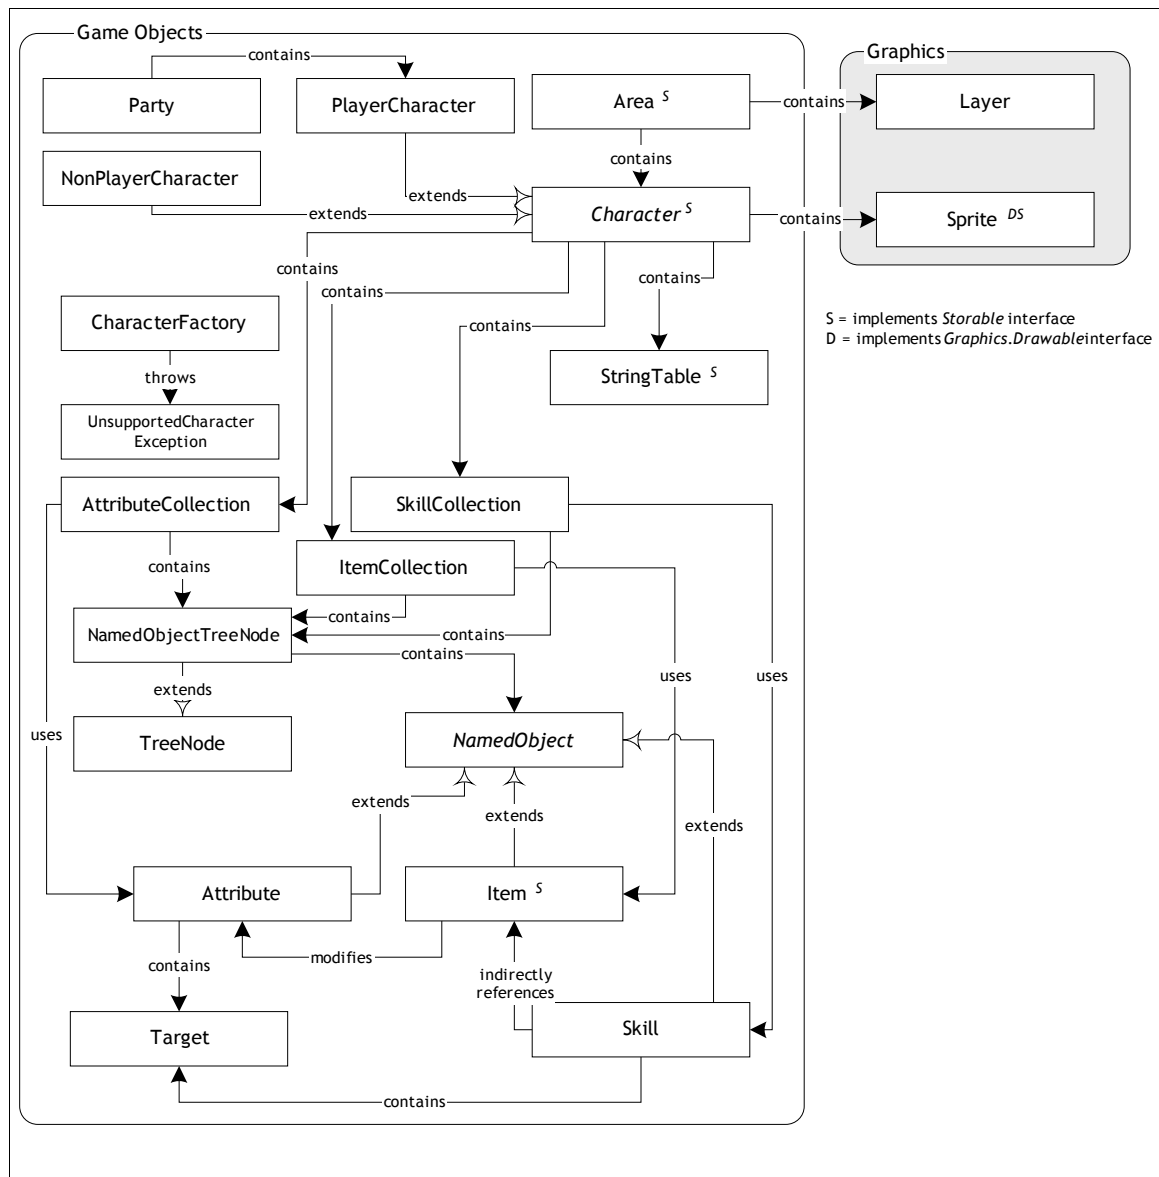 Game Objects
contains
Graphics
Party
PlayerCharacter
Area S
contains
Layer
NonPlayerCharacter
contains
extends
extends
Character S
contains
Sprite DS
contains
contains
contains
contains
CharacterFactory
S = implements Storable interface
D = implements Graphics.Drawable interface
throws
StringTable S
UnsupportedCharacter
Exception
AttributeCollection
SkillCollection
contains
ItemCollection
contains
NamedObjectTreeNode
contains
contains
uses
uses
extends
uses
TreeNode
NamedObject
extends
extends
extends
Attribute
Item S
modifies
contains
indirectly
references
Target
Skill
contains